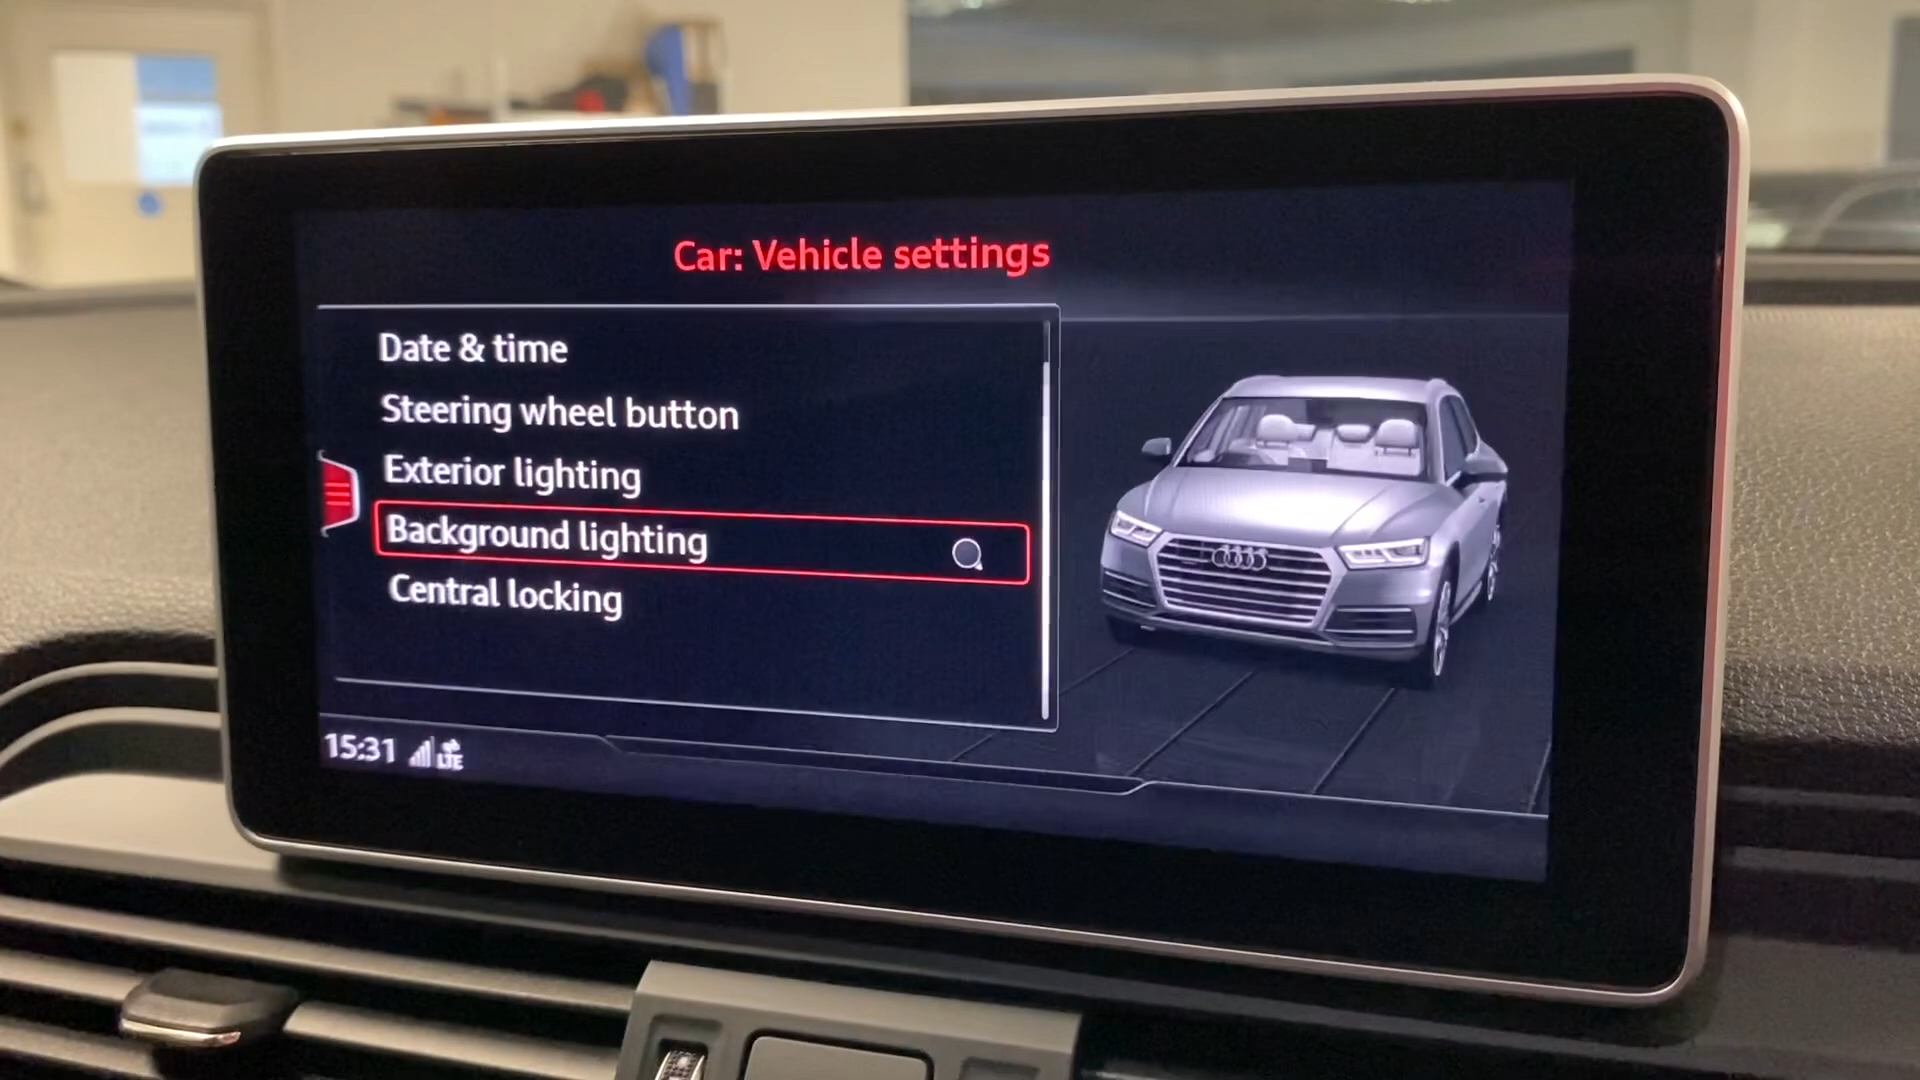 Car: Vehicle settings
Date & time
Steering wheel button
Exterior lighting
Background lighting
Central locking
15:31 LTE